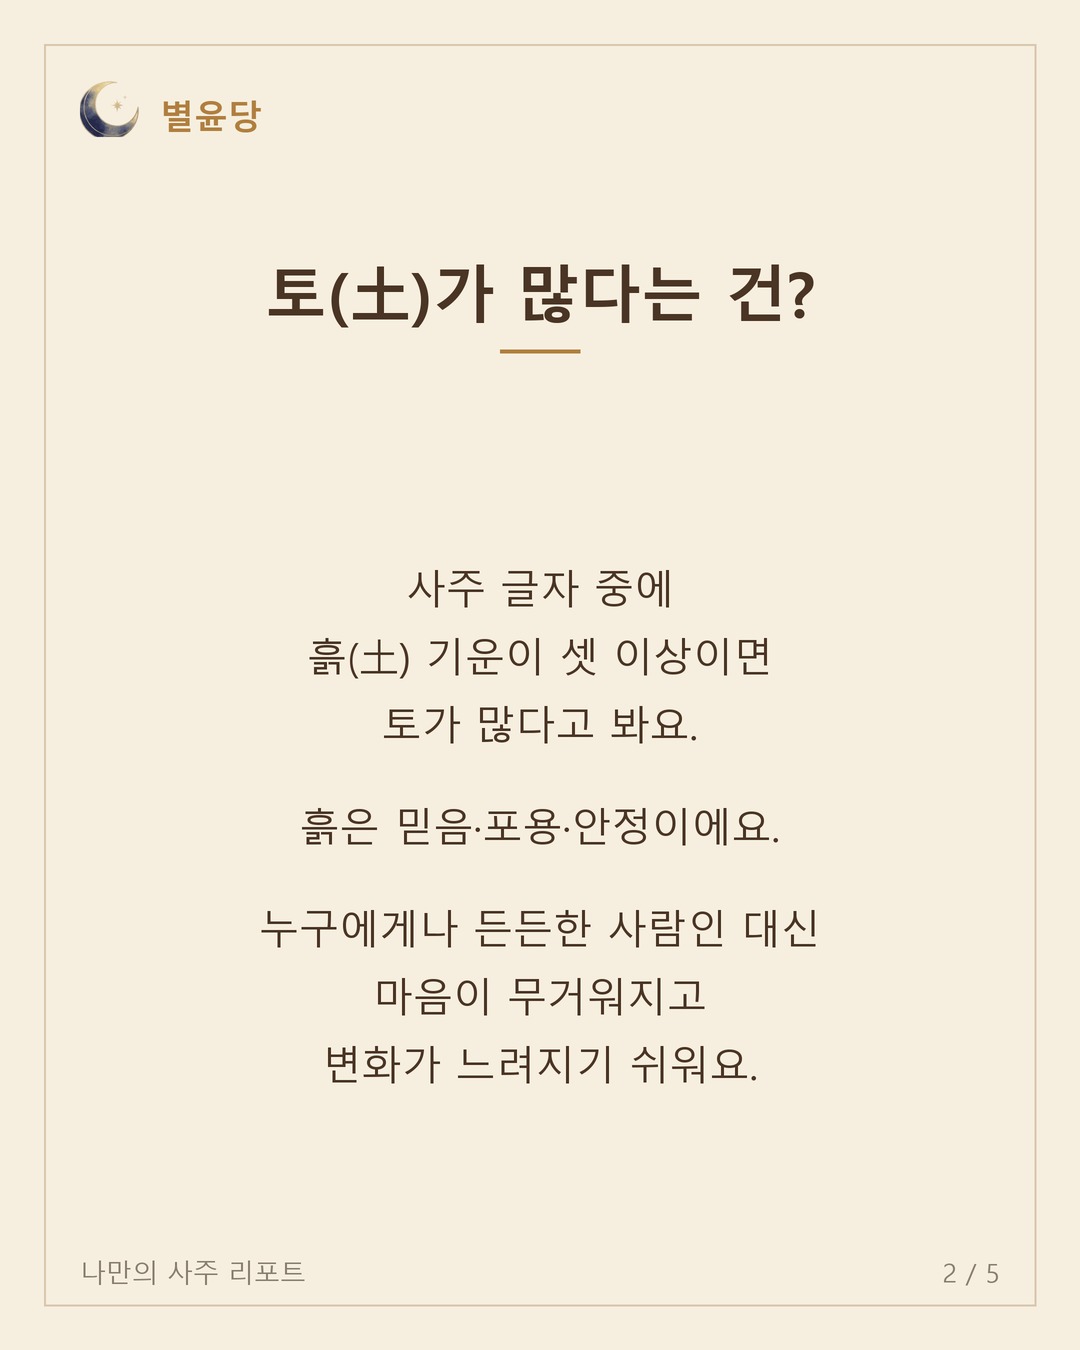 별윤당
토(土)가 많다는 건?
사주 글자 중에
흙(土) 기운이 셋 이상이면
토가 많다고 봐요.
흙은 믿음·포용·안정이에요.
누구에게나 든든한 사람인 대신
마음이 무거워지고
변화가 느려지기 쉬워요.
나만의 사주 리포트
2 / 5